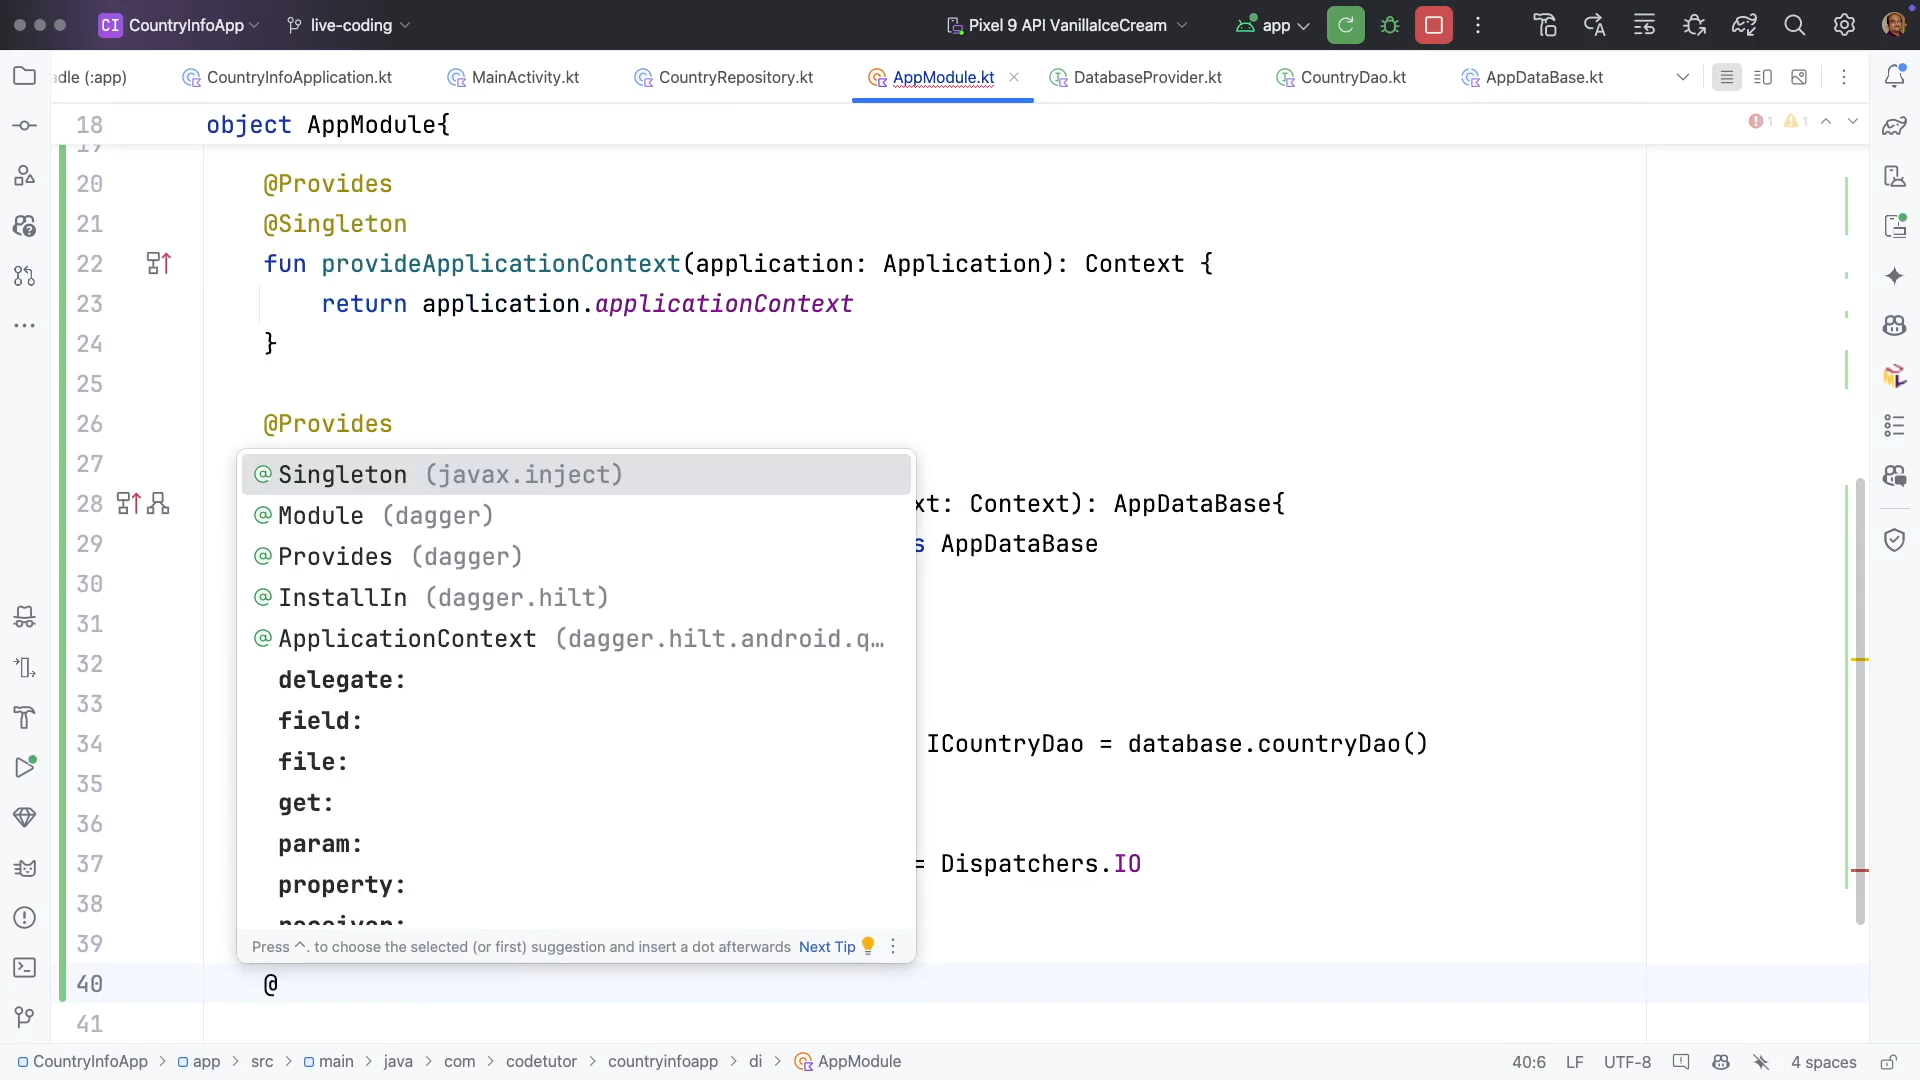 CI CountryInfoApp live-coding Pixel 9 API VanillaIceCream app
dle (:app) CountryInfoApplication.kt MainActivity.kt CountryRepository.kt AppModule.kt DatabaseProvider.kt CountryDao.kt AppDataBase.kt
18 object AppModule{ 1 1
20 @Provides
21 @Singleton
22 fun provideApplicationContext(application: Application): Context {
23 return application.applicationContext
24 }
25
26 @Provides
27
28 xt: Context): AppDataBase{
29 s AppDataBase
30
31
32
33
34 ICountryDao = database.countryDao()
35
36
37 = Dispatchers.IO
38
39
40 @
41
@ Singleton (javax.inject)
@ Module (dagger)
@ Provides (dagger)
@ InstallIn (dagger.hilt)
@ ApplicationContext (dagger.hilt.android.q…
delegate:
field:
file:
get:
param:
property:
receiver:
Press ^. to choose the selected (or first) suggestion and insert a dot afterwards Next Tip
CountryInfoApp > app > src > main > java > com > codetutor > countryinfoapp > di > AppModule 40:6 LF UTF-8 4 spaces